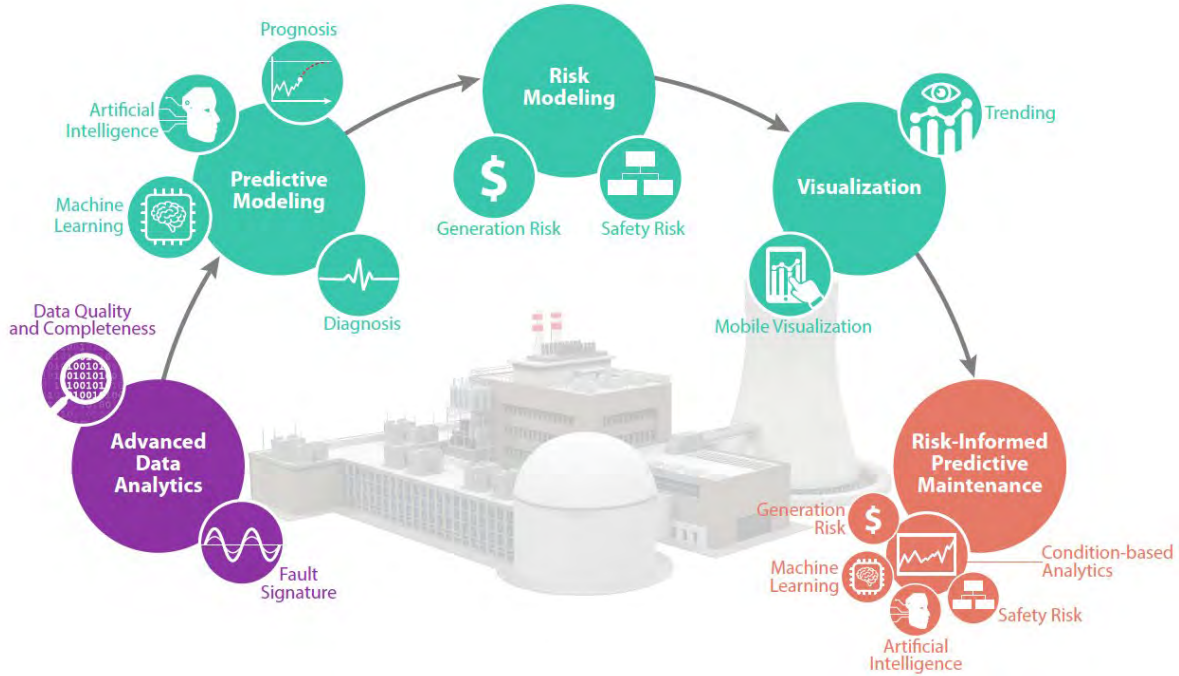 Prognosis
Artificial
Intelligence
Machine
Learning
Predictive
Modeling
Diagnosis
Risk
Modeling
$
Generation Risk
Safety Risk
Trending
Visualization
Mobile Visualization
Data Quality
and Completeness
10010
0101010
100101
1001
Advanced
Data
Analytics
Fault
Signature
Risk-Informed
Predictive
Maintenance
Generation
Risk
$
Machine
Learning
Artificial
Intelligence
Safety Risk
Condition-based
Analytics